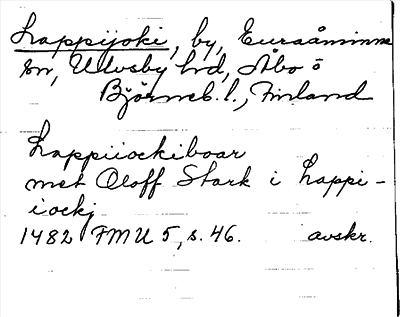 Lappijoki, by, Euraåminne
sn, Ulvsby hd, Åbo o
Björneb. l., Finland
Lappiiockiboar
met Oloff Stark i Lappi-
iockj
1482 FMU 5, s. 46. avskr.